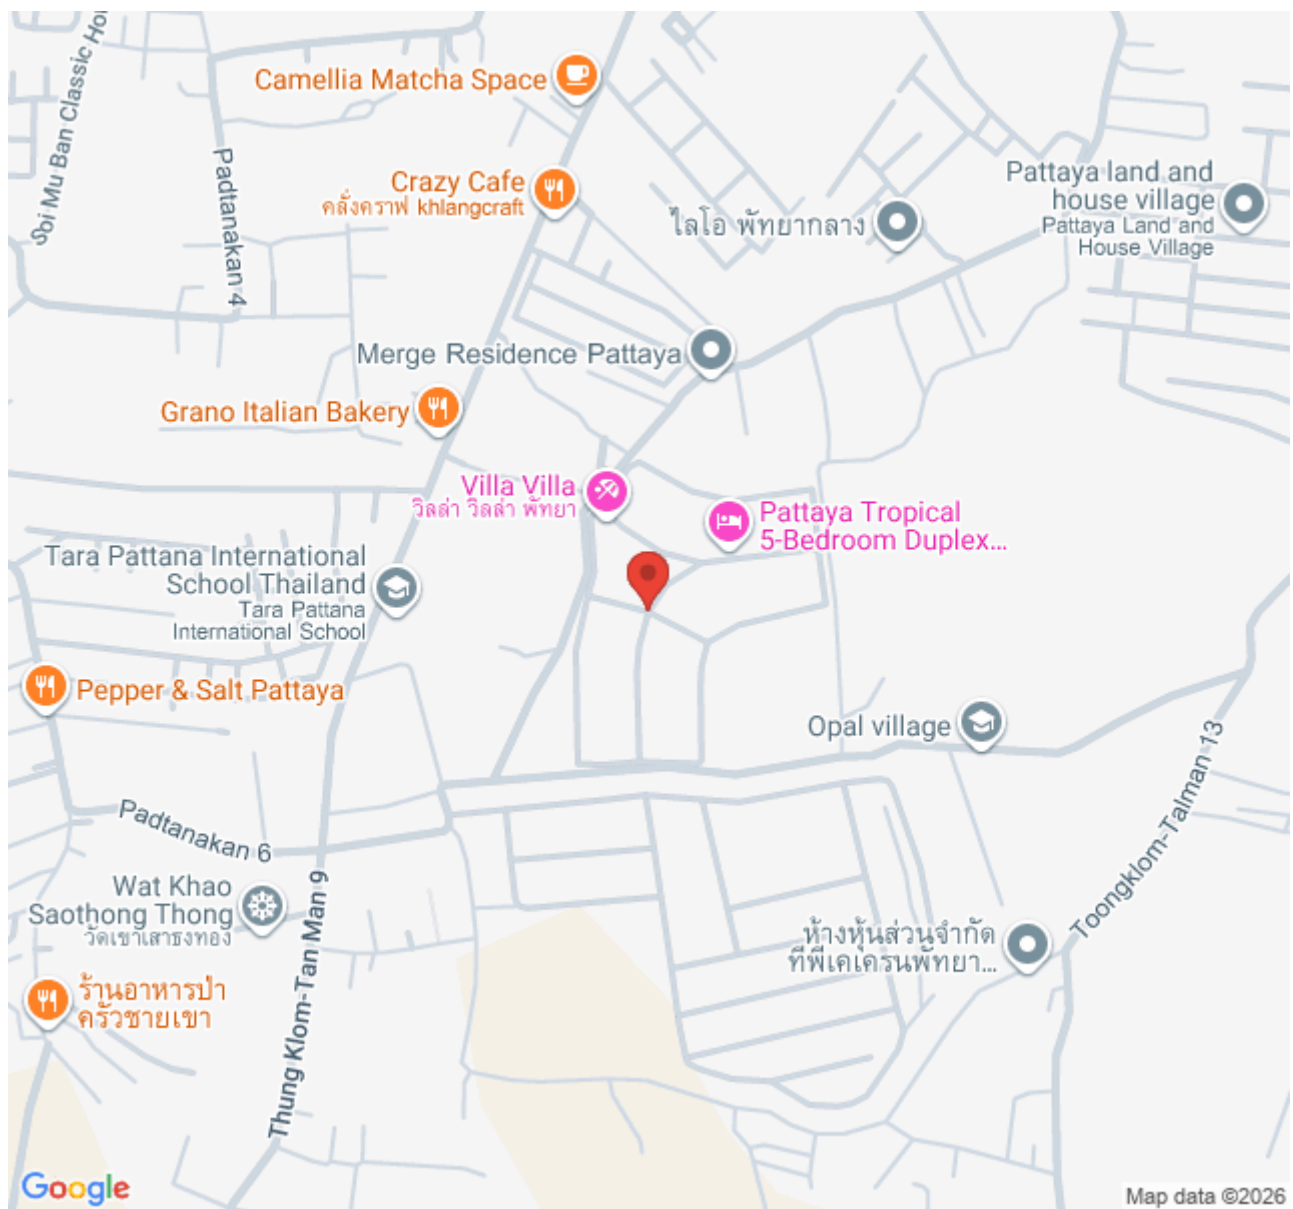 Soi Mu Ban Classic Ho
Camellia Matcha Space
Padtanakan 4
Crazy Cafe
คลั่งคราฟ khlangcraft
Pattaya land and
house village
Pattaya Land and
House Village
ไลโอ พัทยากลาง
Merge Residence Pattaya
Grano Italian Bakery
Villa Villa
วิลล่า วิลล่า พัทยา
Pattaya Tropical
5-Bedroom Duplex...
Tara Pattana International
School Thailand
Tara Pattana
International School
Pepper & Salt Pattaya
Opal village
Toongklom-Talman 13
Padtanakan 6
Wat Khao
Saothong Thong
วัดเขาเสาธงทอง
Thung Klom-Tan Man 9
ห้างหุ้นส่วนจำกัด
ทีพีเคเครนพัทยา...
ร้านอาหารป่า
ครัวชายเขา
Google
Map data ©2026